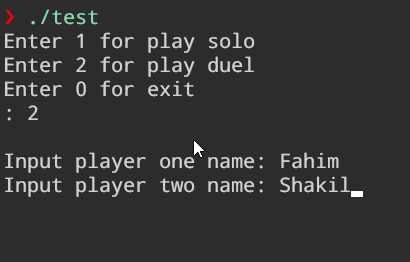 ❯ ./test
Enter 1 for play solo
Enter 2 for play duel
Enter 0 for exit
: 2
Input player one name: Fahim
Input player two name: Shakil